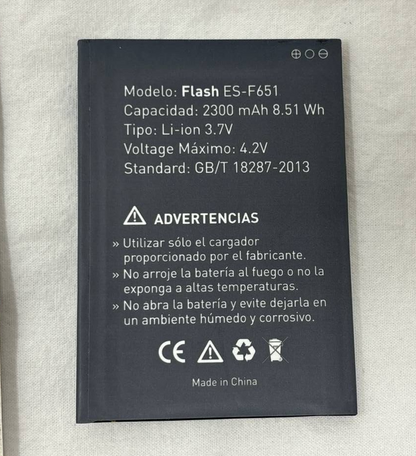 Modelo: Flash ES-F651
Capacidad: 2300 mAh 8.51 Wh
Tipo: Li-ion 3.7V
Voltage Máximo: 4.2V
Standard: GB/T 18287-2013
ADVERTENCIAS
» Utilizar sólo el cargador
proporcionado por el fabricante.
» No arroje la batería al fuego o no la
exponga a altas temperaturas.
» No abra la batería y evite dejarla en
un ambiente húmedo y corrosivo.
CE
Made in China